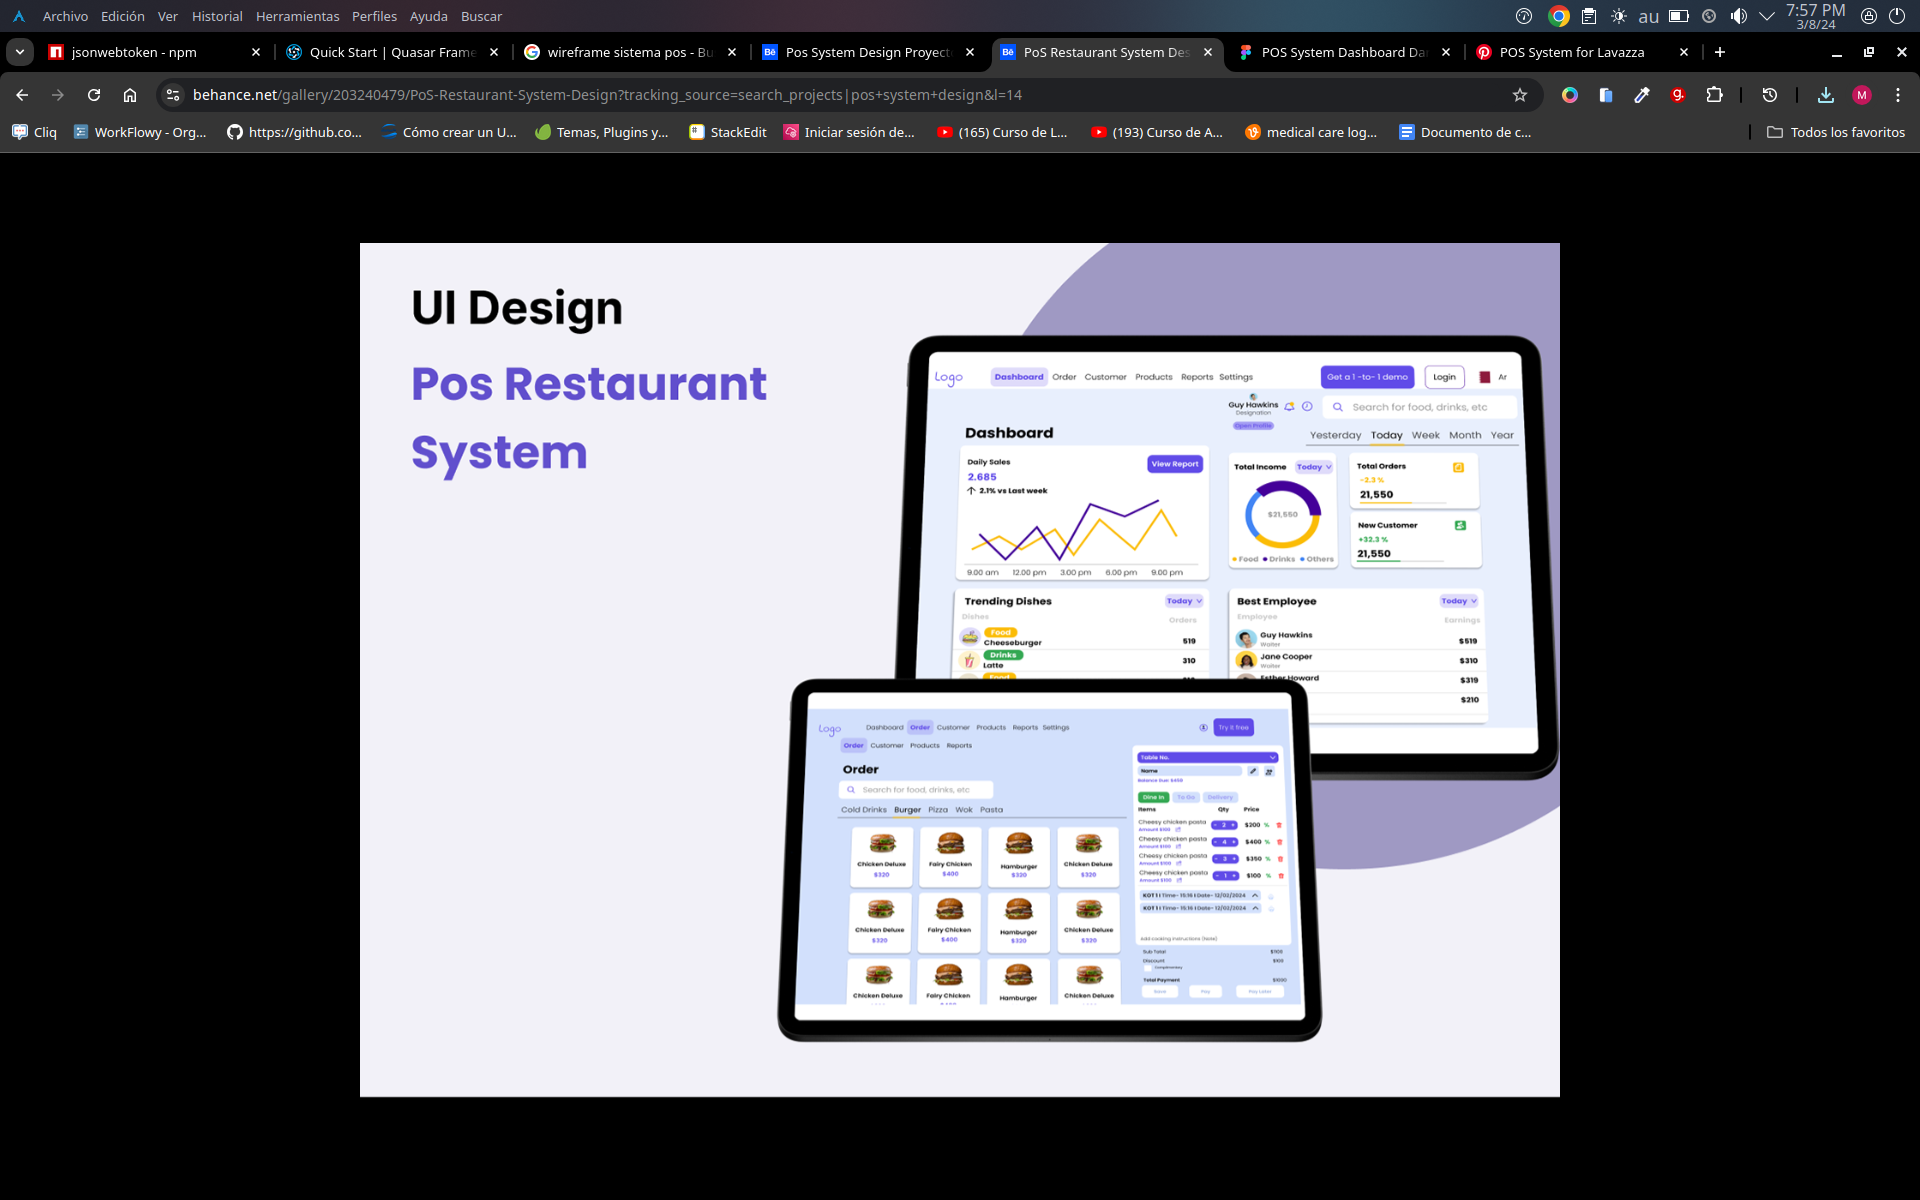 Archivo Edición Ver Historial Herramientas Perfiles Ayuda Buscar
au 7:57 PM
3/8/24
jsonwebtoken - npm
Quick Start | Quasar Frame
wireframe sistema pos - Bu
Pos System Design Proyect
PoS Restaurant System Des
POS System Dashboard Da
POS System for Lavazza
behance.net/gallery/203240479/PoS-Restaurant-System-Design?tracking_source=search_projects|pos+system+design&l=14
Cliq
WorkFlowy - Org...
https://github.co...
Cómo crear un U...
Temas, Plugins y...
StackEdit
Iniciar sesión de...
(165) Curso de L...
(193) Curso de A...
medical care log...
Documento de c...
Todos los favoritos
UI Design
Pos Restaurant
System
Logo
Dashboard Order Customer Products Reports Settings
Get a 1 -to- 1 demo
Login
Ar
Guy Hawkins
Designation
Open Profile
Search for food, drinks, etc
Dashboard
Yesterday Today Week Month Year
Daily Sales
2.685
2.1% vs Last week
View Report
9.00 am 12.00 pm 3.00 pm 6.00 pm 9.00 pm
Total Income Today
$21,550
Food Drinks Others
Total Orders
-2.3 %
21,550
New Customer
+32.3 %
21,550
Trending Dishes Today
Dishes Orders
Food
Cheeseburger 519
Drinks
Latte 310
Food
Best Employee Today
Employee Earnings
Guy Hawkins
Waiter
$519
Jane Cooper
Waiter
$310
Esther Howard
$319
$210
Logo
Dashboard Order Customer Products Reports Settings
Try it free
Order Customer Products Reports
Order
Search for food, drinks, etc
Cold Drinks Burger Pizza Wok Pasta
Chicken Deluxe Fairy Chicken Hamburger Chicken Deluxe
$320 $400 $320 $320
Chicken Deluxe Fairy Chicken Hamburger Chicken Deluxe
$320 $400 $320 $320
Chicken Deluxe Fairy Chicken Hamburger Chicken Deluxe
Table No.
Name
Balance Due: $450
Dine In To Go Delivery
Items Qty Price
Cheesy chicken pasta - 2 + $200 %
Amount $100
Cheesy chicken pasta - 4 + $400 %
Amount $100
Cheesy chicken pasta - 3 + $350 %
Amount $100
Cheesy chicken pasta - 1 + $100 %
Amount $100
KOT 1 I Time- 15:16 I Date- 12/02/2024
KOT 1 I Time- 15:16 I Date- 12/02/2024
Add cooking instructions (Note)
Sub Total
Discount
Complimentary
Total Payment $1000
Save Pay Pay Later